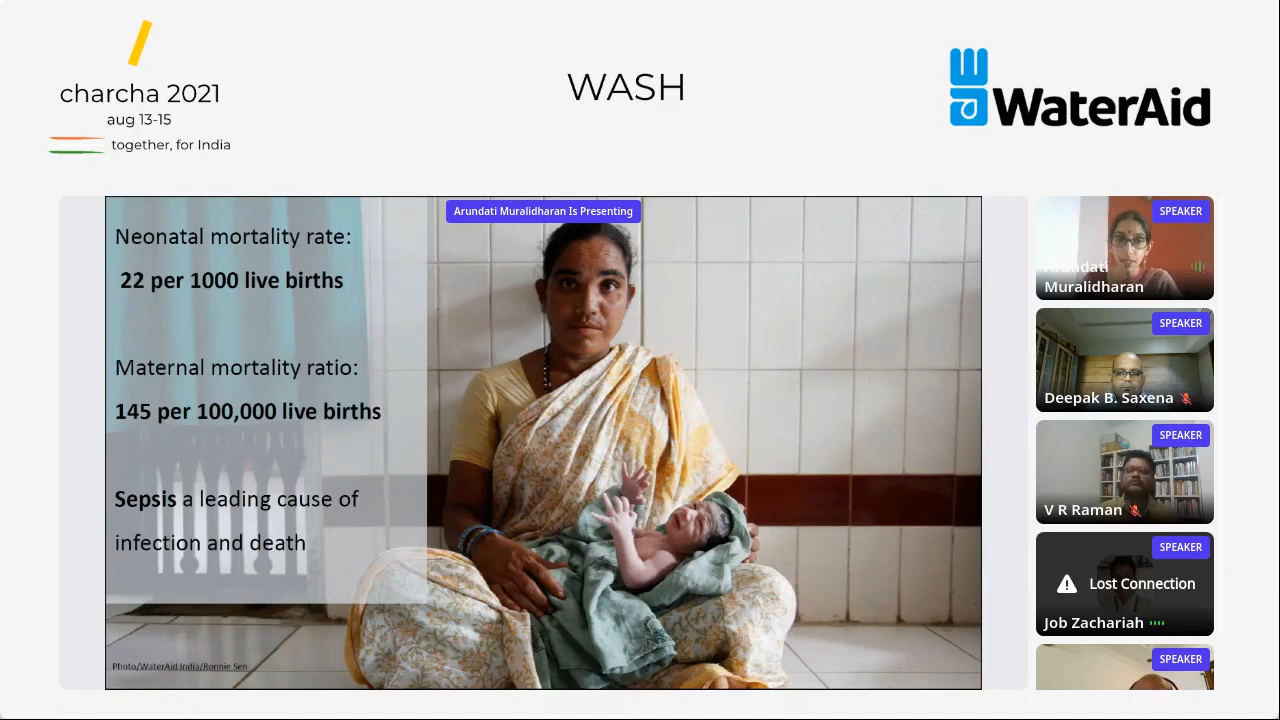 charcha 2021
aug 13-15
together, for India
WASH
WaterAid
Arundati Muralidharan Is Presenting
Neonatal mortality rate:
22 per 1000 live births
Maternal mortality ratio:
145 per 100,000 live births
Sepsis a leading cause of
infection and death
Photo/WaterAid India/Ronnie Sen
SPEAKER
Arundati
Muralidharan
SPEAKER
Deepak B. Saxena
SPEAKER
V R Raman
SPEAKER
Lost Connection
Job Zachariah
SPEAKER